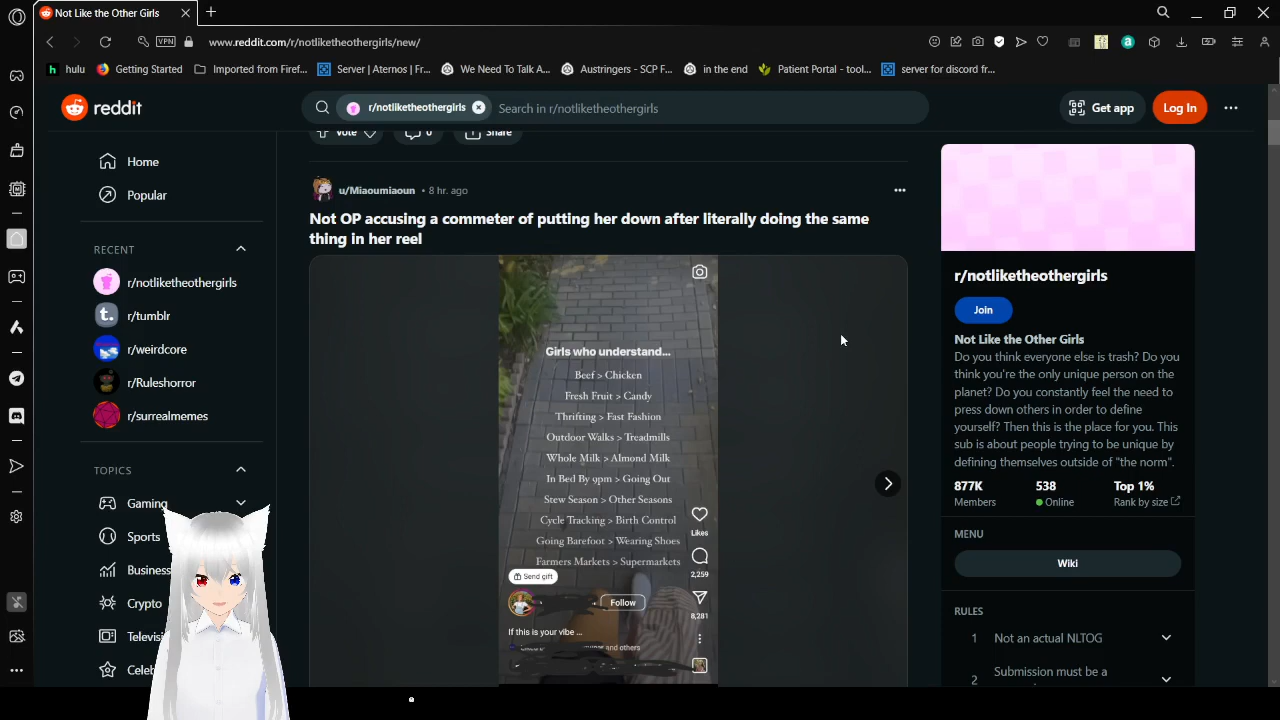 Not Like the Other Girls
VPN
www.reddit.com/r/notliketheothergirls/new/
hulu
Getting Started
Imported from Firef...
Server | Aternos | Fr...
We Need To Talk A...
Austringers - SCP F...
in the end
Patient Portal - tool...
server for discord fr...
reddit
r/notliketheothergirls
Search in r/notliketheothergirls
Get app
Log In
Vote
0
Share
Home
Popular
RECENT
r/notliketheothergirls
r/tumblr
r/weirdcore
r/Ruleshorror
r/surrealmemes
TOPICS
Gaming
Sports
Business
Crypto
Televisi
Celeb
u/Miaoumiaoun • 8 hr. ago
Not OP accusing a commeter of putting her down after literally doing the same
thing in her reel
Girls who understand...
Beef > Chicken
Fresh Fruit > Candy
Thrifting > Fast Fashion
Outdoor Walks > Treadmills
Whole Milk > Almond Milk
In Bed By 9pm > Going Out
Stew Season > Other Seasons
Cycle Tracking > Birth Control
Going Barefoot > Wearing Shoes
Farmers Markets > Supermarkets
Likes
2,259
8,281
Send gift
Follow
If this is your vibe ...
and others
r/notliketheothergirls
Join
Not Like the Other Girls
Do you think everyone else is trash? Do you
think you're the only unique person on the
planet? Do you constantly feel the need to
press down others in order to define
yourself? Then this is the place for you. This
sub is about people trying to be unique by
defining themselves outside of "the norm".
877K
Members
538
Online
Top 1%
Rank by size
MENU
Wiki
RULES
1 Not an actual NLTOG
2 Submission must be a